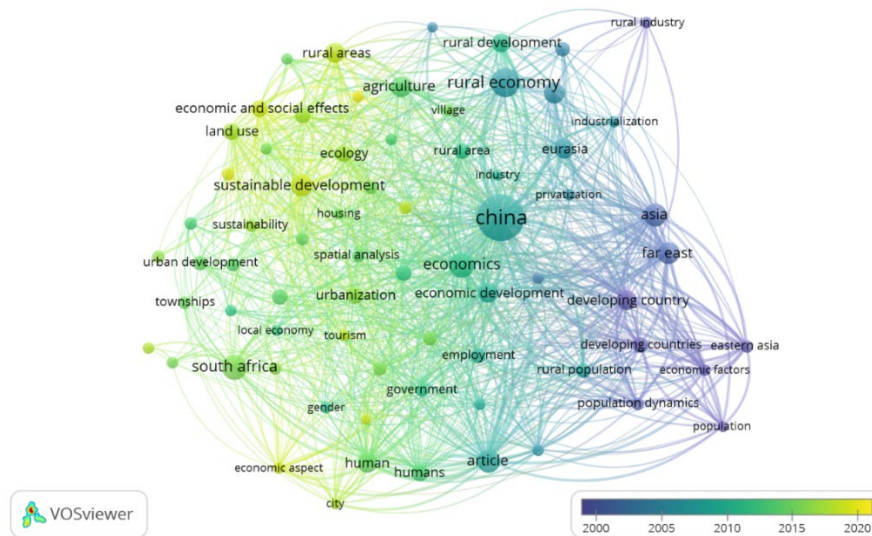 rural industry
rural development
rural areas
rural economy
agriculture
economic and social effects
village
industrialization
land use
rural area
eurasia
ecology
industry
sustainable development
privatization
housing
china
asia
sustainability
far east
spatial analysis
urban development
economics
urbanization
economic development
developing country
townships
local economy
tourism
developing countries
eastern asia
employment
south africa
rural population
economic factors
government
gender
population dynamics
population
article
human
economic aspect
humans
city
VOSviewer
2000 2005 2010 2015 2020